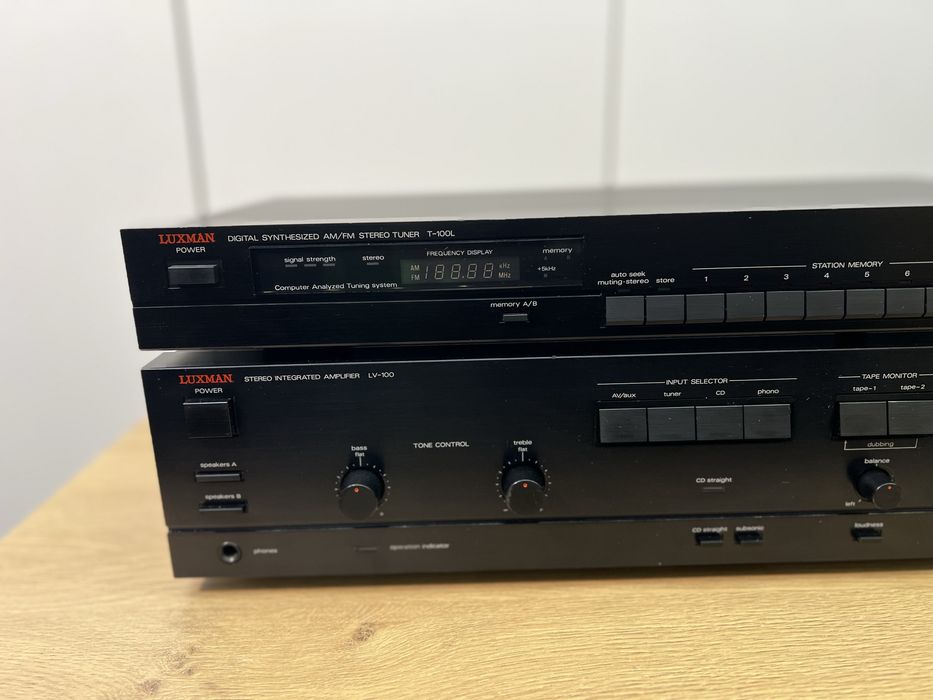 LUXMAN DIGITAL SYNTHESIZED AM/FM STEREO TUNER T-100L
POWER
FREQUENCY DISPLAY
memory
signal strength stereo
AM 188.88 kHz
FM MHz
+5kHz
Computer Analyzed Tuning system
STATION MEMORY
auto seek
muting-stereo store 1 2 3 4 5 6
memory A/B
LUXMAN STEREO INTEGRATED AMPLIFIER LV-100
POWER
INPUT SELECTOR
AV/aux tuner CD phono
TAPE MONITOR
tape-1 tape-2
dubbing
TONE CONTROL
bass
flat
treble
flat
speakers A
speakers B
CD straight
balance
left
phones
operation indicator
CD straight subsonic
loudness